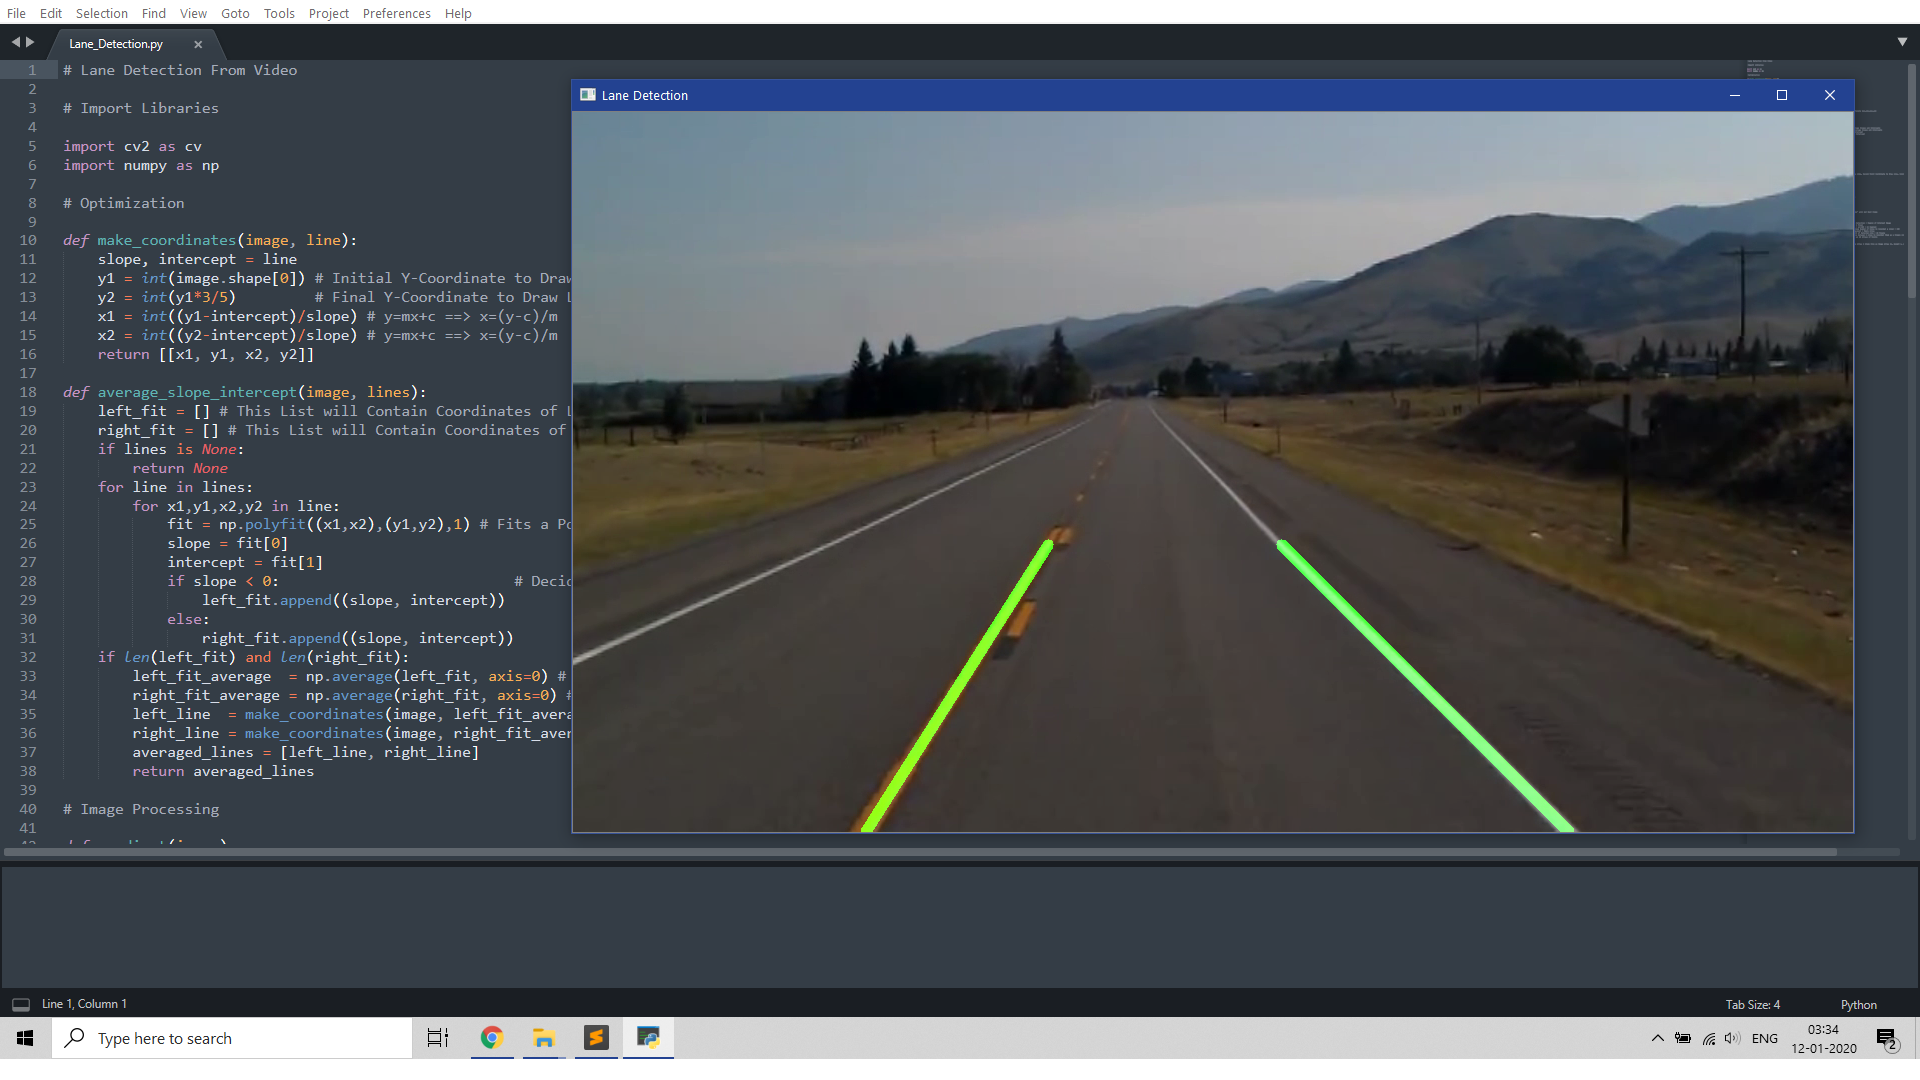 File Edit Selection Find View Goto Tools Project Preferences Help
Lane_Detection.py
1 # Lane Detection From Video
2
3 # Import Libraries
4
5 import cv2 as cv
6 import numpy as np
7
8 # Optimization
9
10 def make_coordinates(image, line):
11 slope, intercept = line
12 y1 = int(image.shape[0]) # Initial Y-Coordinate to Draw
13 y2 = int(y1*3/5) # Final Y-Coordinate to Draw
14 x1 = int((y1-intercept)/slope) # y=mx+c ==> x=(y-c)/m
15 x2 = int((y2-intercept)/slope) # y=mx+c ==> x=(y-c)/m
16 return [[x1, y1, x2, y2]]
17
18 def average_slope_intercept(image, lines):
19 left_fit = [] # This List will Contain Coordinates of
20 right_fit = [] # This List will Contain Coordinates of
21 if lines is None:
22 return None
23 for line in lines:
24 for x1,y1,x2,y2 in line:
25 fit = np.polyfit((x1,x2),(y1,y2),1) # Fits a
26 slope = fit[0]
27 intercept = fit[1]
28 if slope < 0: #
29 left_fit.append((slope, intercept))
30 else:
31 right_fit.append((slope, intercept))
32 if len(left_fit) and len(right_fit):
33 left_fit_average = np.average(left_fit, axis=0) #
34 right_fit_average = np.average(right_fit, axis=0) #
35 left_line = make_coordinates(image, left_fit_avera
36 right_line = make_coordinates(image, right_fit_aver
37 averaged_lines = [left_line, right_line]
38 return averaged_lines
39
40 # Image Processing
41
Lane Detection
Line 1, Column 1
Tab Size: 4
Python
Type here to search
ENG
03:34
12-01-2020
2